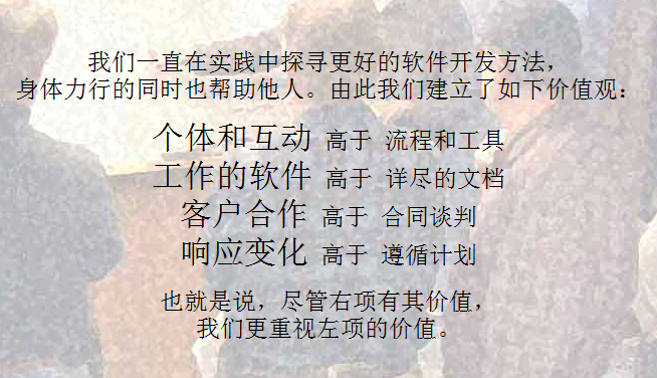 我们一直在实践中探寻更好的软件开发方法，
身体力行的同时也帮助他人。由此我们建立了如下价值观：
个体和互动 高于 流程和工具
工作的软件 高于 详尽的文档
客户合作 高于 合同谈判
响应变化 高于 遵循计划
也就是说，尽管右项有其价值，
我们更重视左项的价值。